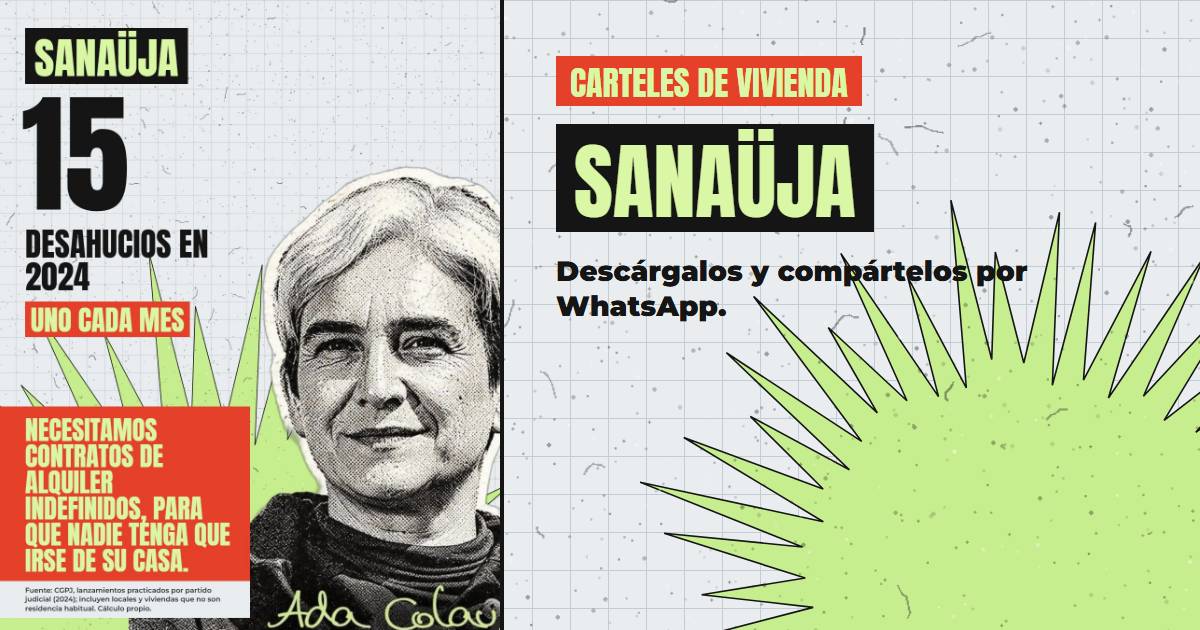 SANAÜJA
15
DESAHUCIOS EN
2024
UNO CADA MES
NECESITAMOS
CONTRATOS DE
ALQUILER
INDEFINIDOS, PARA
QUE NADIE TENGA QUE
IRSE DE SU CASA.
Fuente: CGPJ, lanzamientos practicados por partido
judicial (2024); incluyen locales y viviendas que no son
residencia habitual. Cálculo propio.
Ada Colau
CARTELES DE VIVIENDA
SANAÜJA
Descárgalos y compártelos por
WhatsApp.